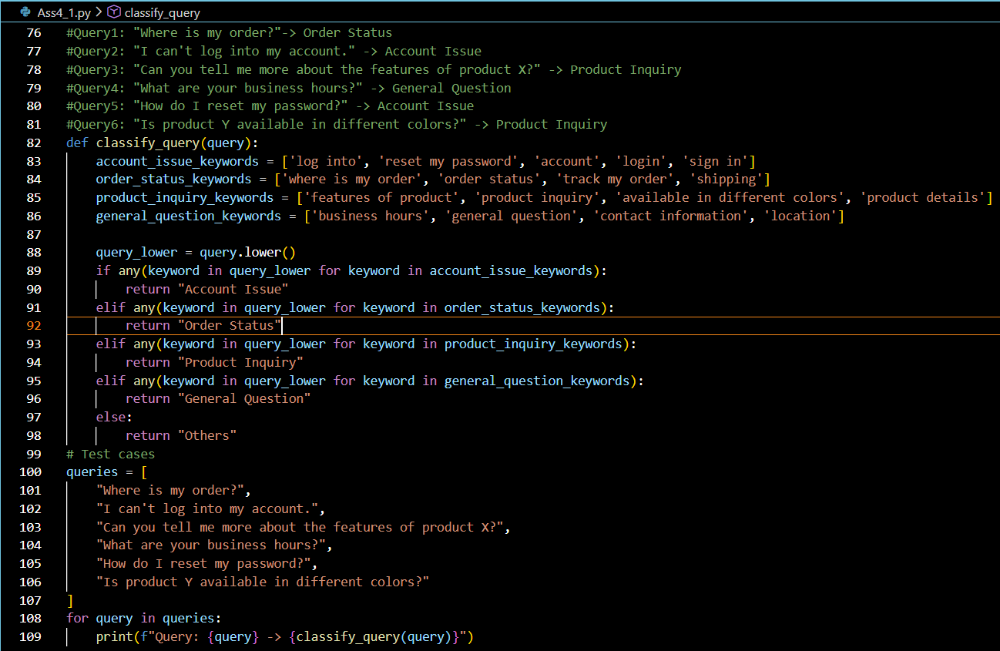 Ass4_1.py > classify_query
76 #Query1: "Where is my order?"-> Order Status
77 #Query2: "I can't log into my account." -> Account Issue
78 #Query3: "Can you tell me more about the features of product X?" -> Product Inquiry
79 #Query4: "What are your business hours?" -> General Question
80 #Query5: "How do I reset my password?" -> Account Issue
81 #Query6: "Is product Y available in different colors?" -> Product Inquiry
82 def classify_query(query):
83     account_issue_keywords = ['log into', 'reset my password', 'account', 'login', 'sign in']
84     order_status_keywords = ['where is my order', 'order status', 'track my order', 'shipping']
85     product_inquiry_keywords = ['features of product', 'product inquiry', 'available in different colors', 'product details']
86     general_question_keywords = ['business hours', 'general question', 'contact information', 'location']
87
88     query_lower = query.lower()
89     if any(keyword in query_lower for keyword in account_issue_keywords):
90         return "Account Issue"
91     elif any(keyword in query_lower for keyword in order_status_keywords):
92         return "Order Status"
93     elif any(keyword in query_lower for keyword in product_inquiry_keywords):
94         return "Product Inquiry"
95     elif any(keyword in query_lower for keyword in general_question_keywords):
96         return "General Question"
97     else:
98         return "Others"
99 # Test cases
100 queries = [
101     "Where is my order?",
102     "I can't log into my account.",
103     "Can you tell me more about the features of product X?",
104     "What are your business hours?",
105     "How do I reset my password?",
106     "Is product Y available in different colors?"
107 ]
108 for query in queries:
109     print(f"Query: {query} -> {classify_query(query)}")